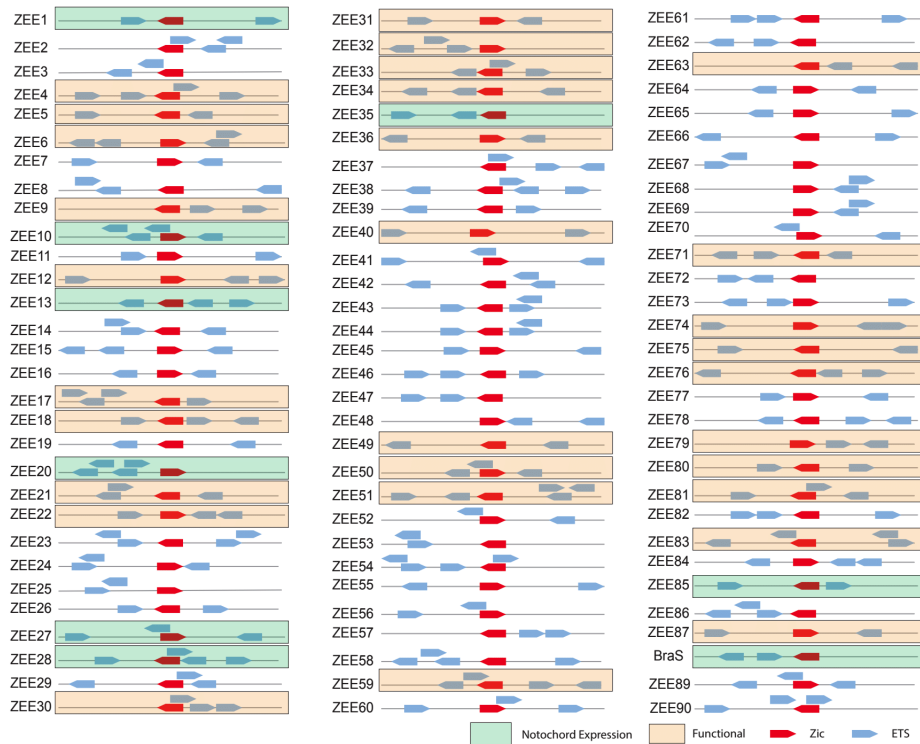 ZEE1
ZEE2
ZEE3
ZEE4
ZEE5
ZEE6
ZEE7
ZEE8
ZEE9
ZEE10
ZEE11
ZEE12
ZEE13
ZEE14
ZEE15
ZEE16
ZEE17
ZEE18
ZEE19
ZEE20
ZEE21
ZEE22
ZEE23
ZEE24
ZEE25
ZEE26
ZEE27
ZEE28
ZEE29
ZEE30
ZEE31
ZEE32
ZEE33
ZEE34
ZEE35
ZEE36
ZEE37
ZEE38
ZEE39
ZEE40
ZEE41
ZEE42
ZEE43
ZEE44
ZEE45
ZEE46
ZEE47
ZEE48
ZEE49
ZEE50
ZEE51
ZEE52
ZEE53
ZEE54
ZEE55
ZEE56
ZEE57
ZEE58
ZEE59
ZEE60
ZEE61
ZEE62
ZEE63
ZEE64
ZEE65
ZEE66
ZEE67
ZEE68
ZEE69
ZEE70
ZEE71
ZEE72
ZEE73
ZEE74
ZEE75
ZEE76
ZEE77
ZEE78
ZEE79
ZEE80
ZEE81
ZEE82
ZEE83
ZEE84
ZEE85
ZEE86
ZEE87
BraS
ZEE89
ZEE90
Notochord Expression Functional Zic ETS